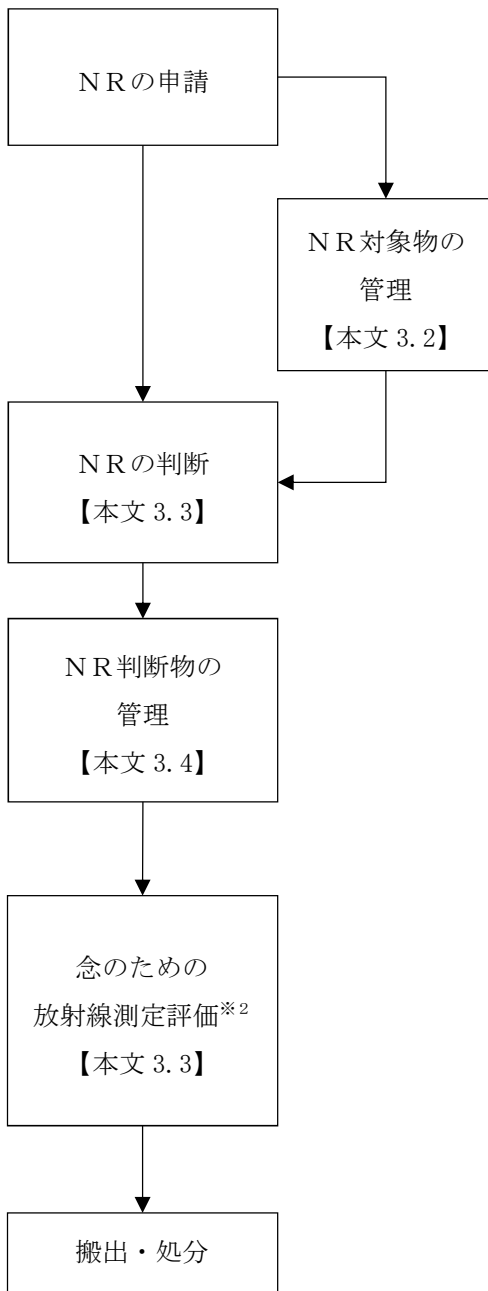 ＮＲの申請
ＮＲ対象物の
管理
【本文 3.2】
ＮＲの判断
【本文 3.3】
ＮＲ判断物の
管理
【本文 3.4】
念のための
放射線測定評価※2
【本文 3.3】
搬出・処分